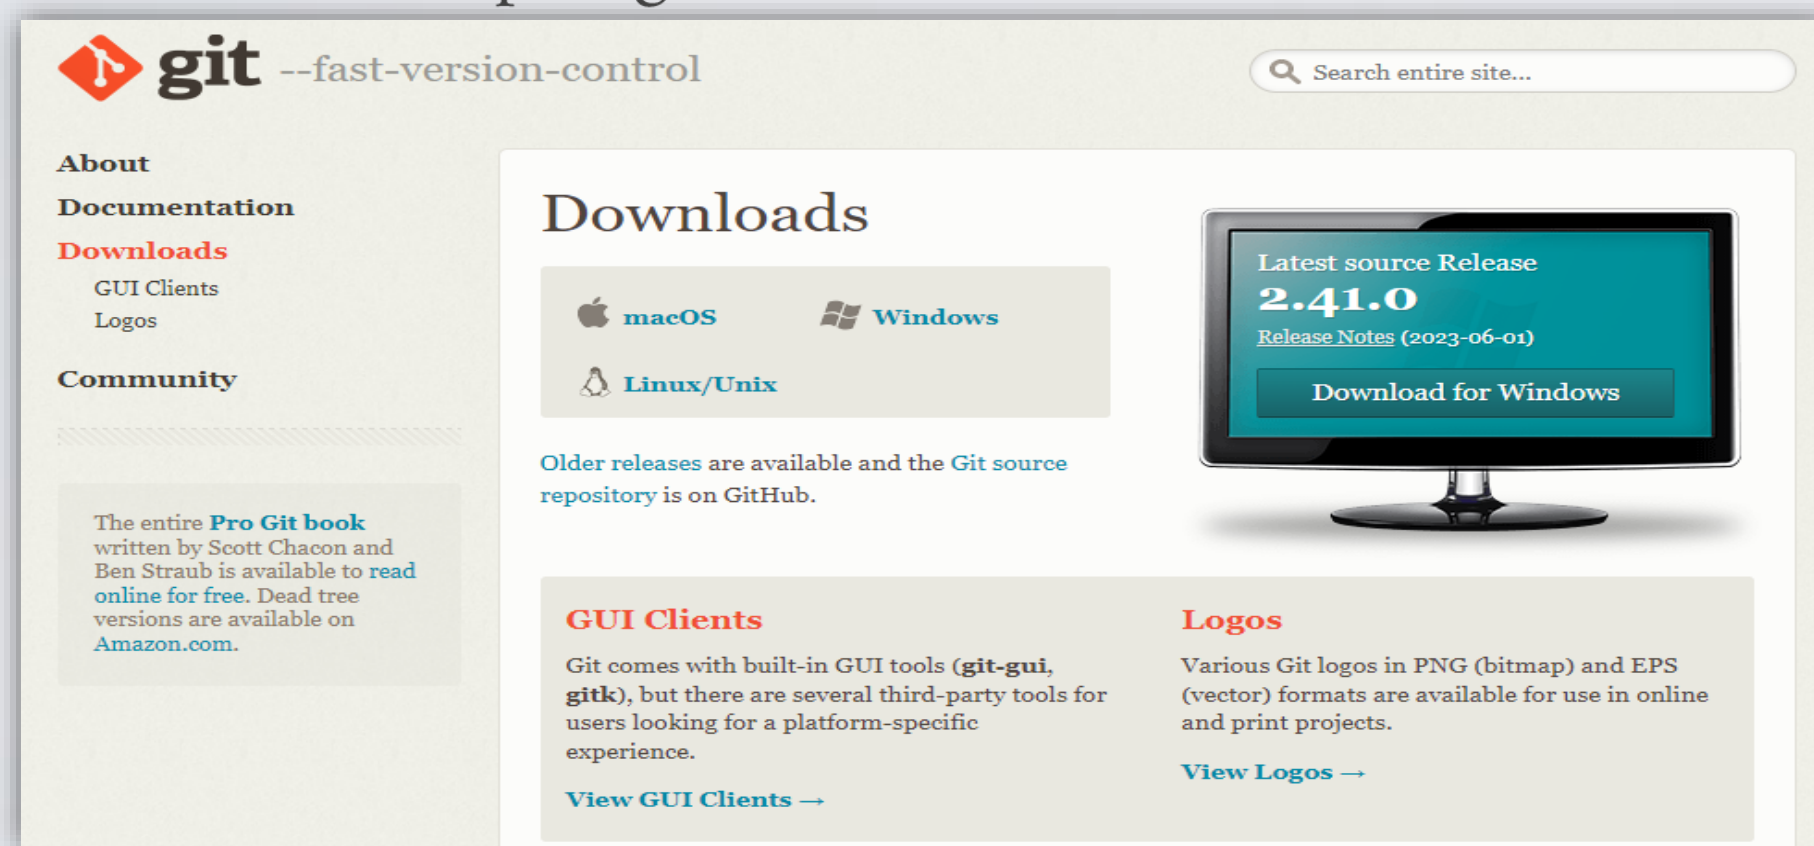 git --fast-version-control
Search entire site...
About
Documentation
Downloads
GUI Clients
Logos
Community
The entire Pro Git book
written by Scott Chacon and
Ben Straub is available to read
online for free. Dead tree
versions are available on
Amazon.com.
Downloads
macOS
Windows
Linux/Unix
Older releases are available and the Git source
repository is on GitHub.
Latest source Release
2.41.0
Release Notes (2023-06-01)
Download for Windows
GUI Clients
Git comes with built-in GUI tools (git-gui,
gitk), but there are several third-party tools for
users looking for a platform-specific
experience.
View GUI Clients →
Logos
Various Git logos in PNG (bitmap) and EPS
(vector) formats are available for use in online
and print projects.
View Logos →